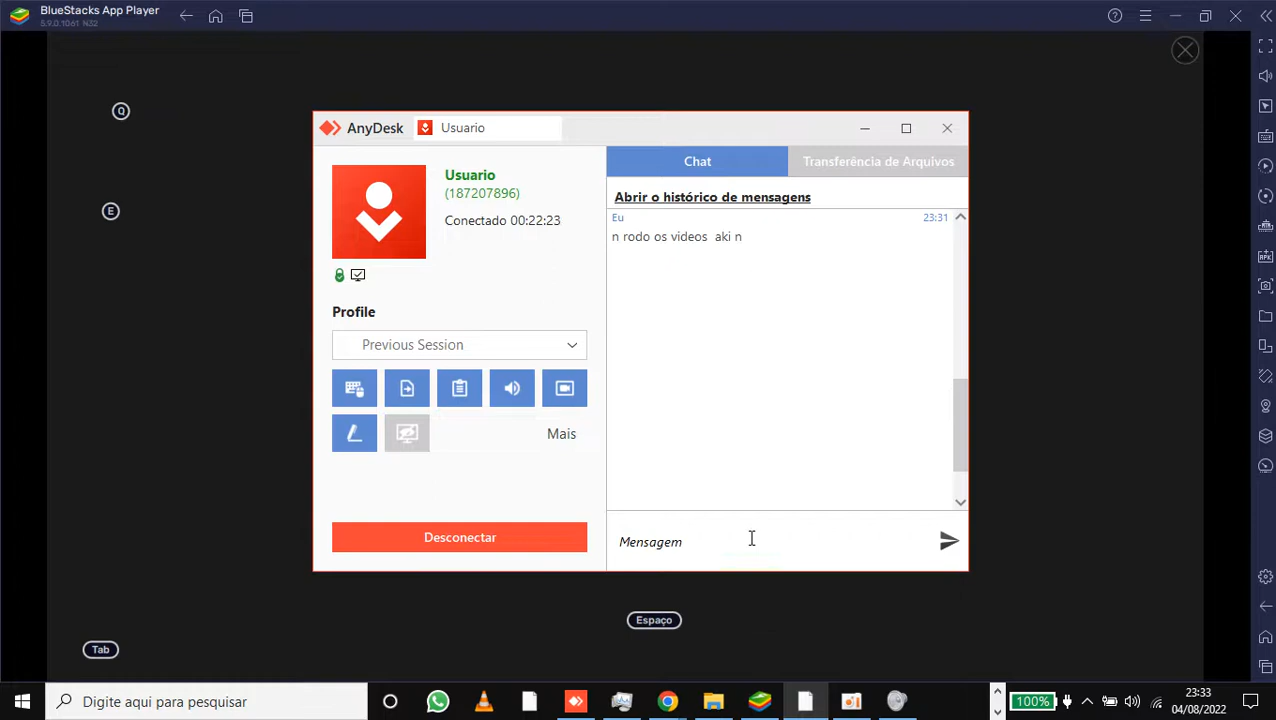 BlueStacks App Player
5.9.0.1061 N32
Q
E
AnyDesk
Usuario
Usuario
(187207896)
Conectado 00:22:23
Profile
Previous Session
Mais
Desconectar
Chat
Transferência de Arquivos
Abrir o histórico de mensagens
Eu 23:31
n rodo os videos aki n
Mensagem
Espaço
Tab
Digite aqui para pesquisar
100%
23:33
04/08/2022